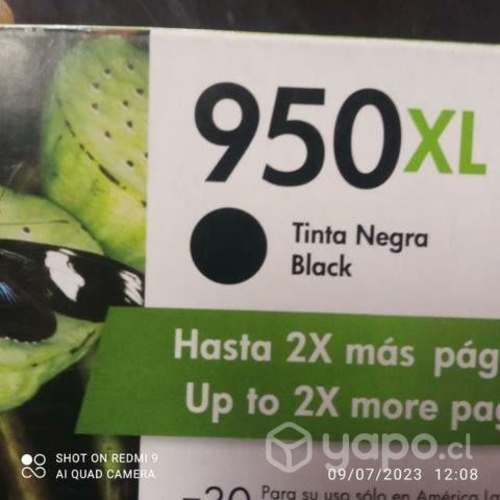 950XL
Tinta Negra
Black
Hasta 2X más pág
Up to 2X more pag
Para su uso sólo en América La
yapo.cl
SHOT ON REDMI 9
AI QUAD CAMERA
09/07/2023 12:08